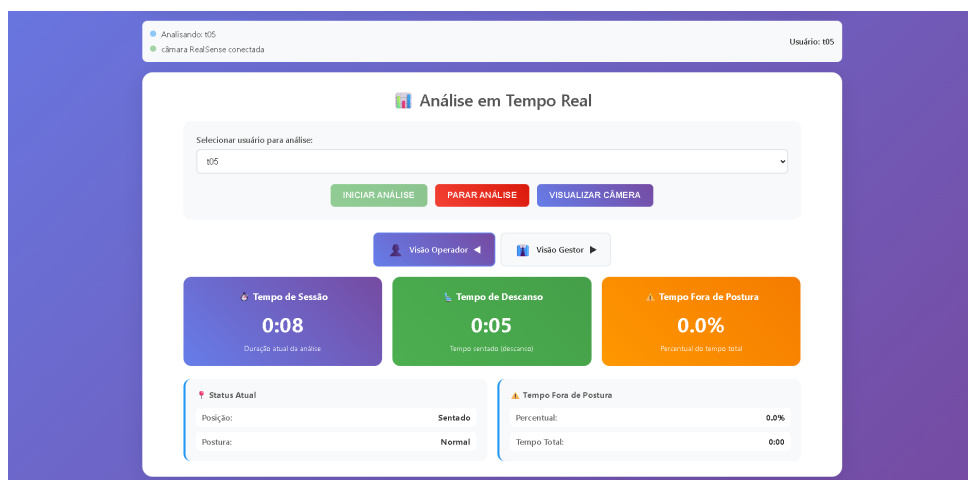 Analisando: t05
câmara RealSense conectada
Usuário: t05
Análise em Tempo Real
Selecionar usuário para análise:
t05
INICIAR ANÁLISE
PARAR ANÁLISE
VISUALIZAR CÂMERA
Visão Operador
Visão Gestor
Tempo de Sessão
0:08
Duração atual da análise
Tempo de Descanso
0:05
Tempo sentado (descanso)
Tempo Fora de Postura
0.0%
Percentual do tempo total
Status Atual
Posição: Sentado
Postura: Normal
Tempo Fora de Postura
Percentual: 0.0%
Tempo Total: 0:00